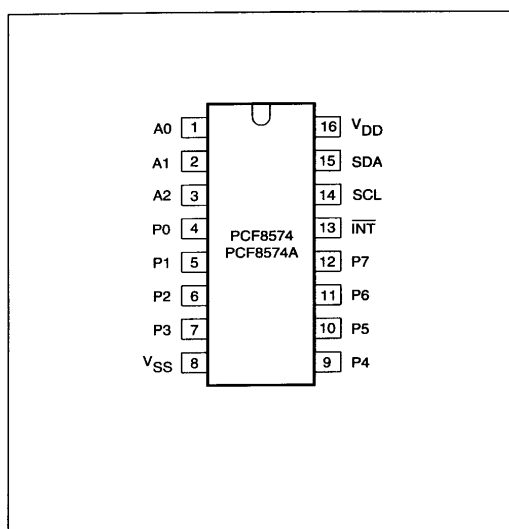 A0 1 16 VDD
A1 2 15 SDA
A2 3 14 SCL
P0 4 13 INT
PCF8574
PCF8574A
P1 5 12 P7
P2 6 11 P6
P3 7 10 P5
VSS 8 9 P4